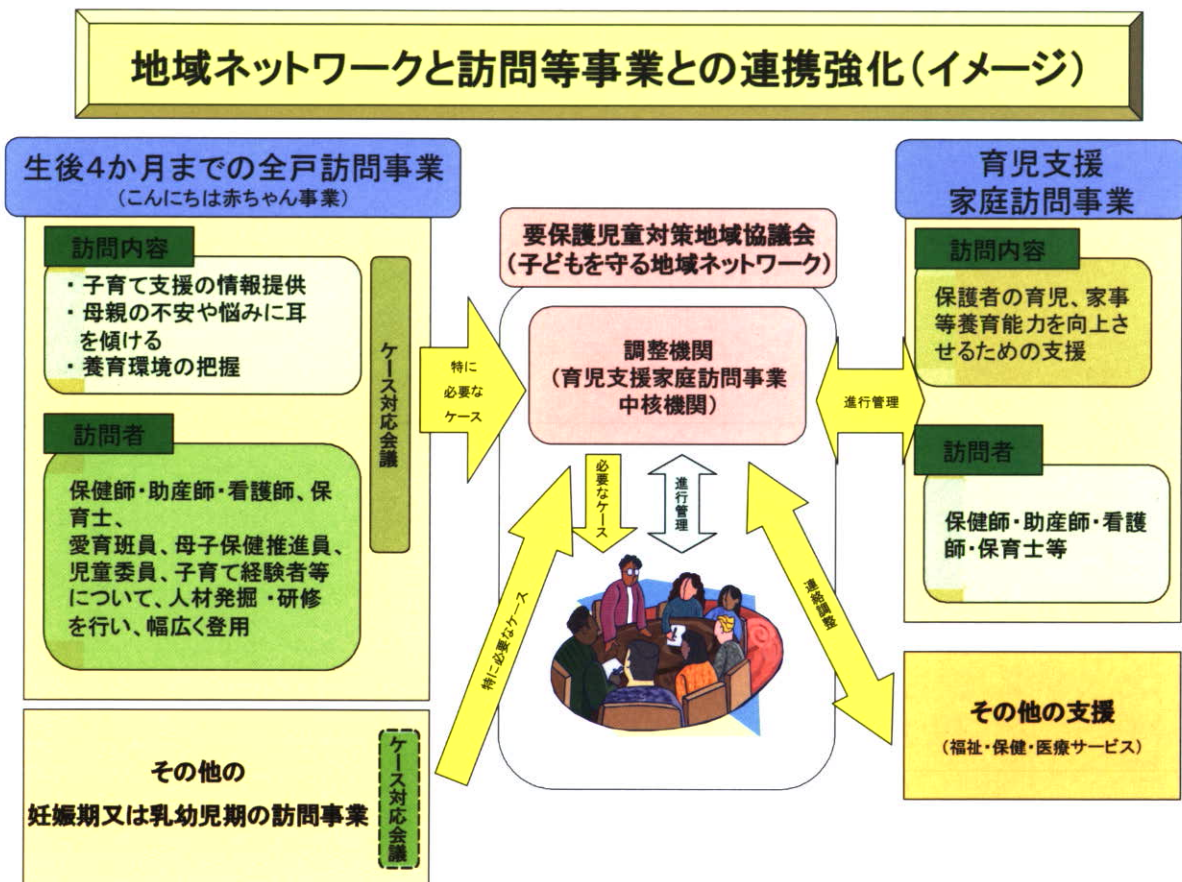 地域ネットワークと訪問等事業との連携強化(イメージ)
生後4か月までの全戸訪問事業
(こんにちは赤ちゃん事業)
訪問内容
・子育て支援の情報提供
・母親の不安や悩みに耳
を傾ける
・養育環境の把握
訪問者
保健師・助産師・看護師、保
育士、
愛育班員、母子保健推進員、
児童委員、子育て経験者等
について、人材発掘・研修
を行い、幅広く登用
ケース対応会議
特に
必要な
ケース
その他の
妊娠期又は乳幼児期の訪問事業
ケース対応会議
特に必要なケース
要保護児童対策地域協議会
(子どもを守る地域ネットワーク)
調整機関
(育児支援家庭訪問事業
中核機関)
必要なケース
進行管理
進行管理
連絡調整
育児支援
家庭訪問事業
訪問内容
保護者の育児、家事
等養育能力を向上さ
せるための支援
訪問者
保健師・助産師・看護
師・保育士等
その他の支援
(福祉・保健・医療サービス)